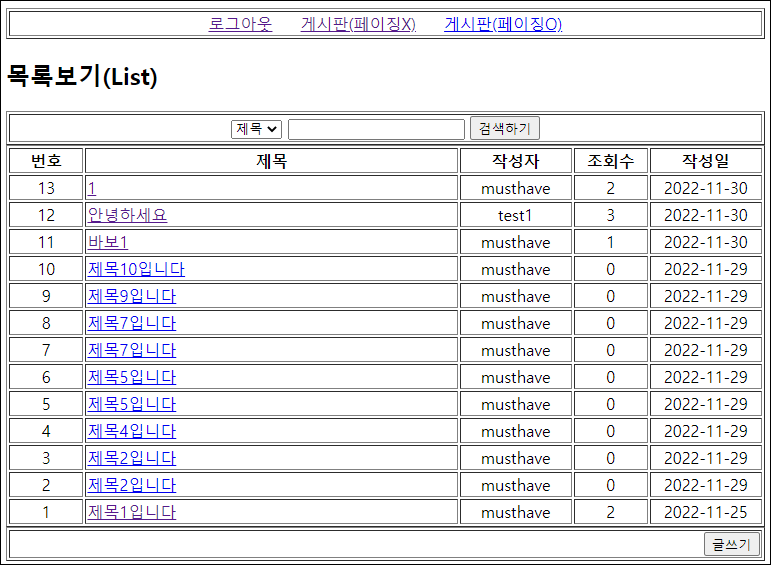 로그아웃 게시판(페이징X) 게시판(페이징O)
목록보기(List)
제목 검색하기
번호 제목 작성자 조회수 작성일
13 1 musthave 2 2022-11-30
12 안녕하세요 test1 3 2022-11-30
11 바보1 musthave 1 2022-11-30
10 제목10입니다 musthave 0 2022-11-29
9 제목9입니다 musthave 0 2022-11-29
8 제목7입니다 musthave 0 2022-11-29
7 제목7입니다 musthave 0 2022-11-29
6 제목5입니다 musthave 0 2022-11-29
5 제목5입니다 musthave 0 2022-11-29
4 제목4입니다 musthave 0 2022-11-29
3 제목2입니다 musthave 0 2022-11-29
2 제목2입니다 musthave 0 2022-11-29
1 제목1입니다 musthave 2 2022-11-25
글쓰기